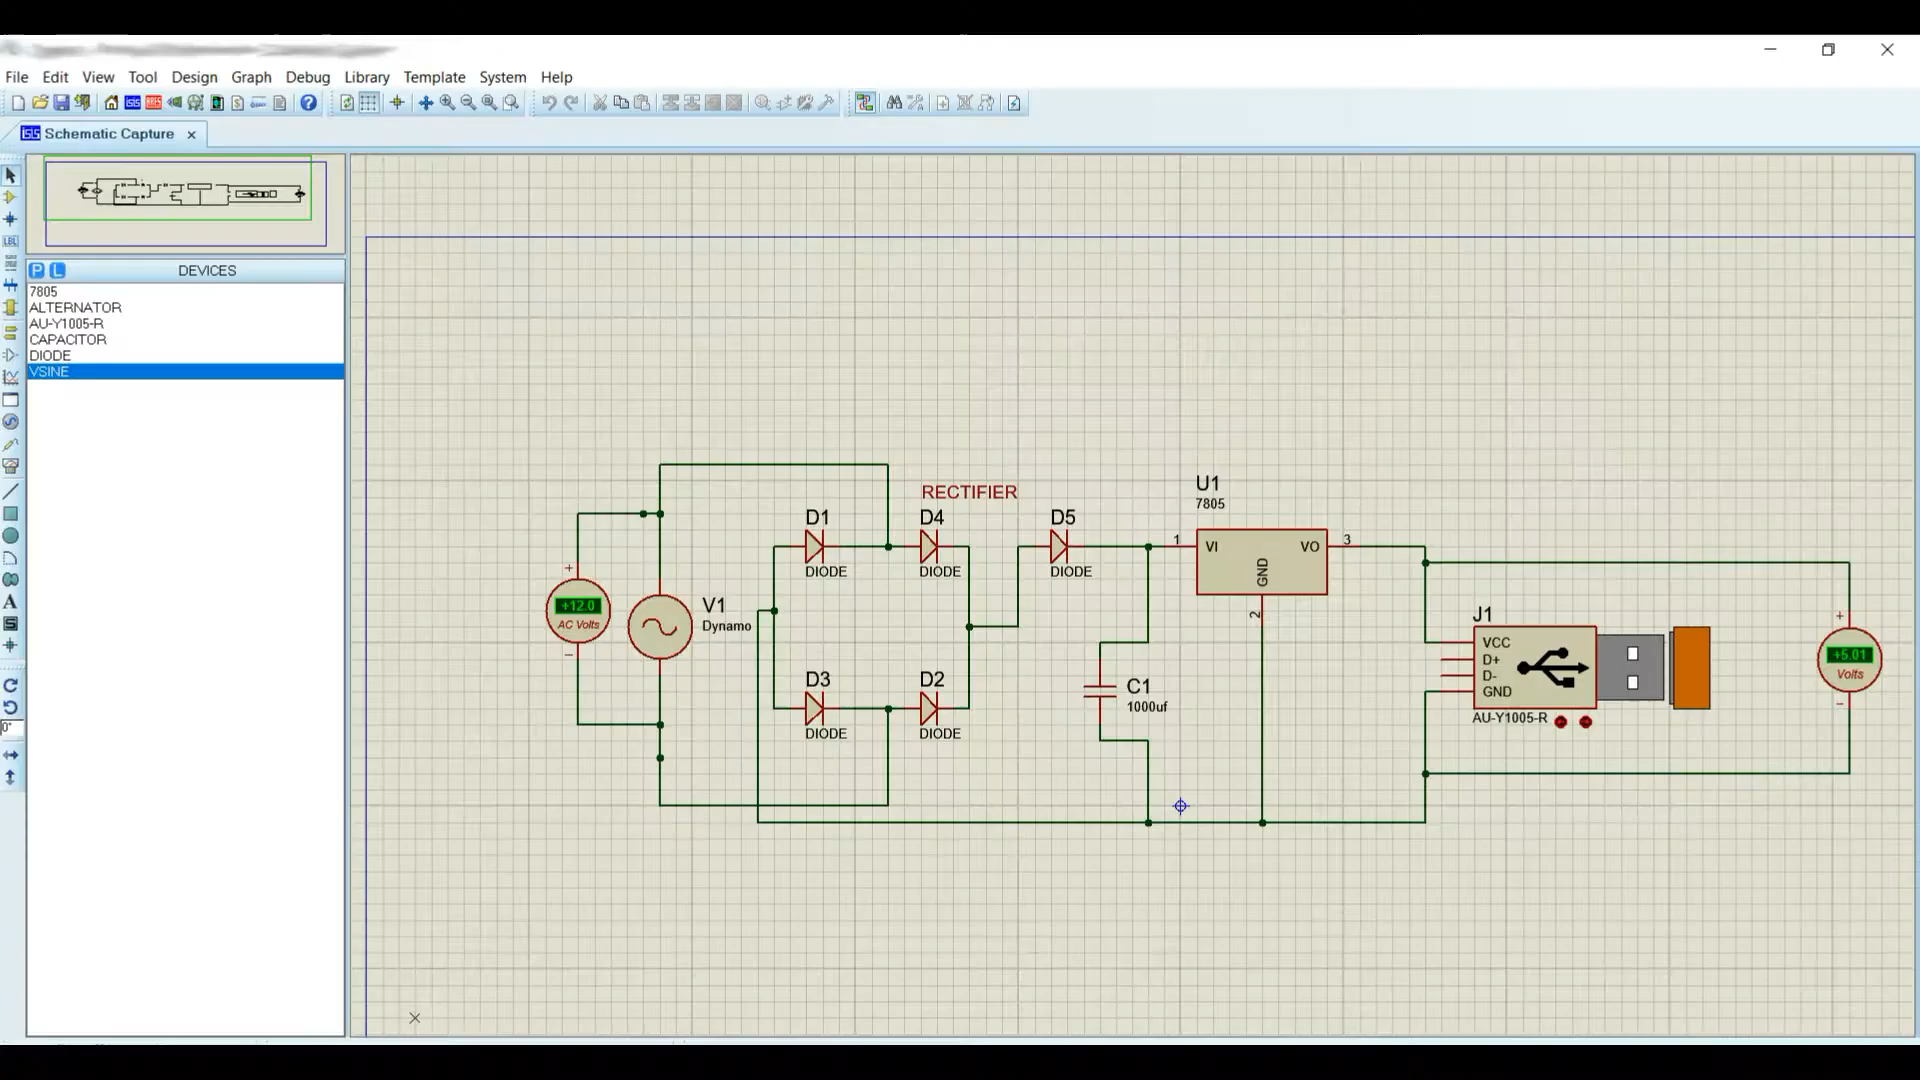 File Edit View Tool Design Graph Debug Library Template System Help
Schematic Capture
DEVICES
P L
7805
ALTERNATOR
AU-Y1005-R
CAPACITOR
DIODE
VSINE
LBL
A
S
0°
RECTIFIER
U1
7805
D1
DIODE
D4
DIODE
D5
DIODE
1 VI
VO 3
GND
2
+
+12.0
AC Volts
−
V1
Dynamo
D3
DIODE
D2
DIODE
C1
1000uf
J1
VCC
D+
D-
GND
AU-Y1005-R
+
+5.01
Volts
−